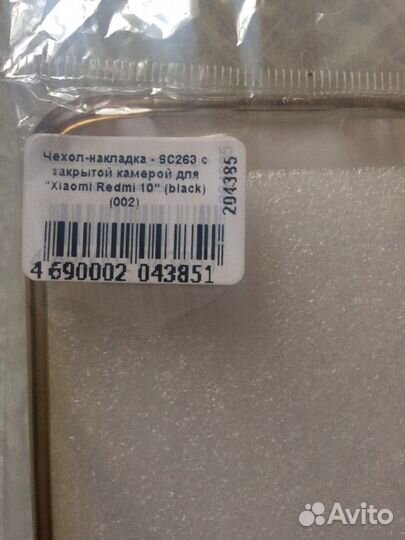 Чехол-накладка - SC263 с
закрытой камерой для
"Xiaomi Redmi 10" (black)
(002)
4 690002 043851
204385
Avito